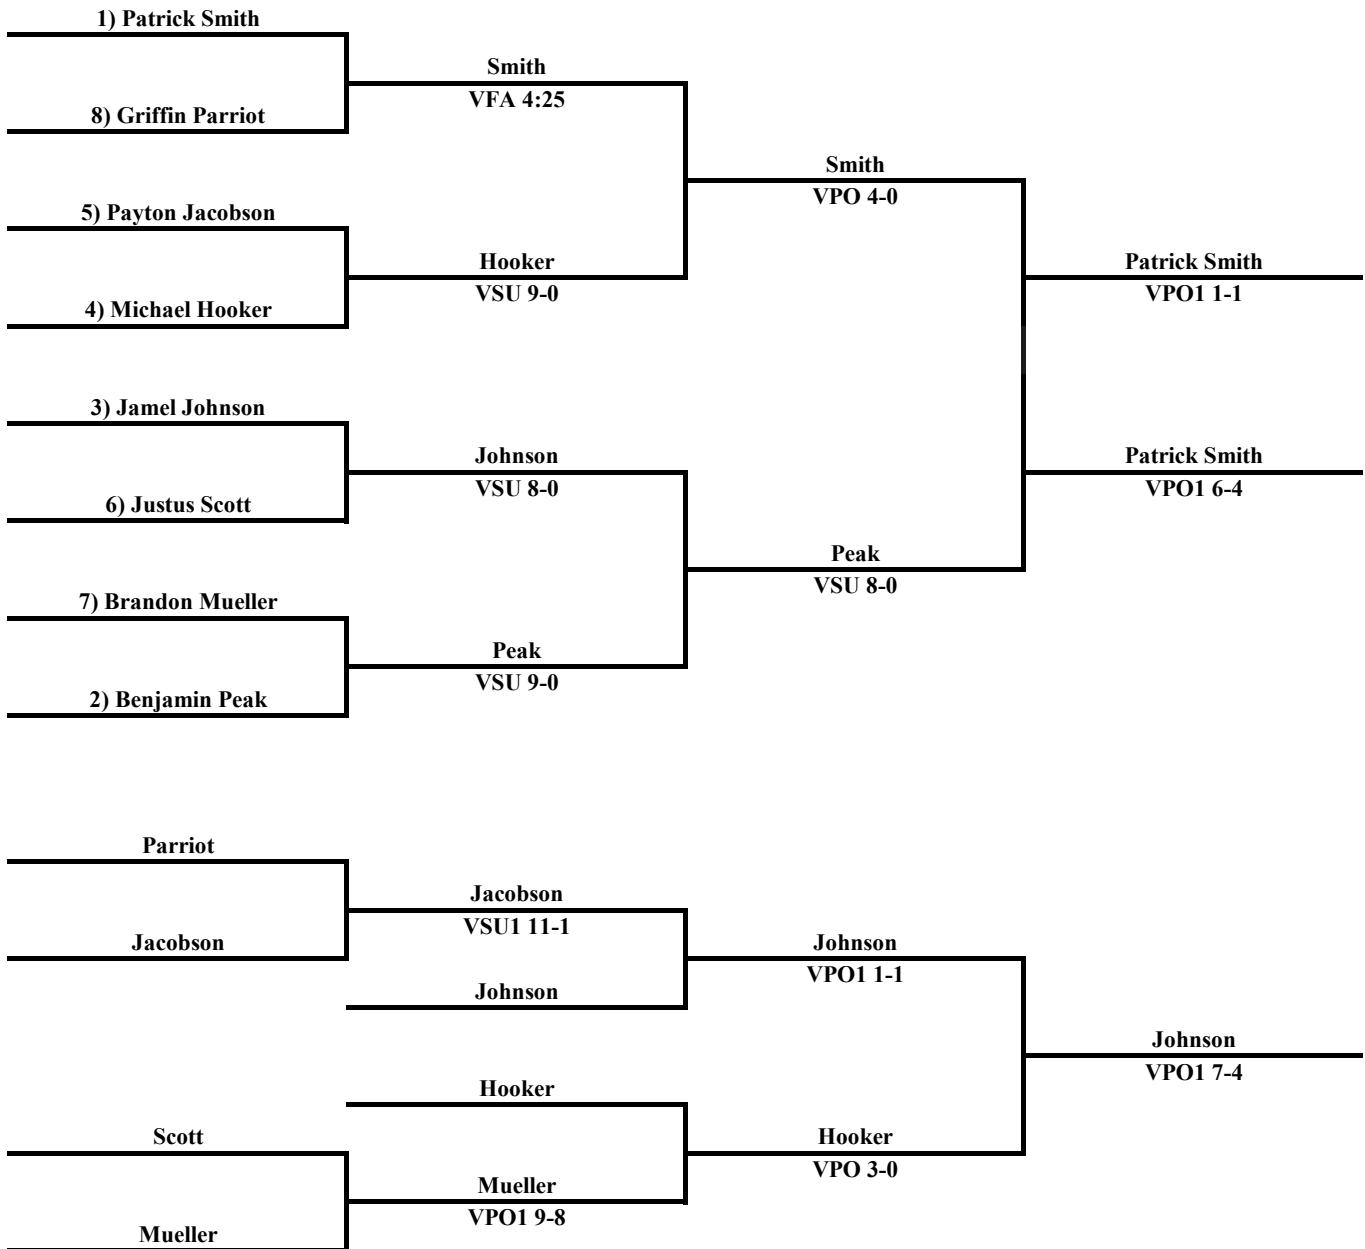 1) Patrick Smith
8) Griffin Parriot
5) Payton Jacobson
4) Michael Hooker
3) Jamel Johnson
6) Justus Scott
7) Brandon Mueller
2) Benjamin Peak
Smith
VFA 4:25
Hooker
VSU 9-0
Johnson
VSU 8-0
Peak
VSU 9-0
Smith
VPO 4-0
Peak
VSU 8-0
Patrick Smith
VPO1 1-1
Patrick Smith
VPO1 6-4
Parriot
Jacobson
Scott
Mueller
Jacobson
VSU1 11-1
Johnson
Hooker
Mueller
VPO1 9-8
Johnson
VPO1 1-1
Hooker
VPO 3-0
Johnson
VPO1 7-4